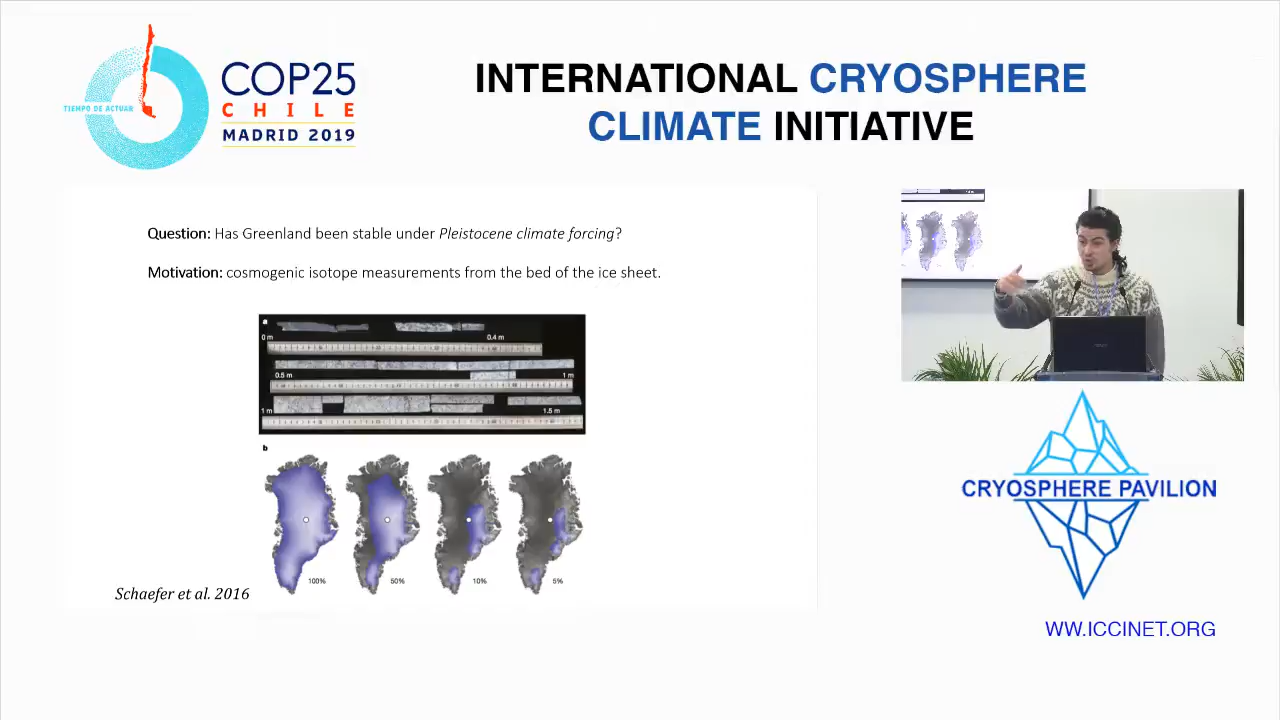 TIEMPO DE ACTUAR
COP25
CHILE
MADRID 2019
INTERNATIONAL CRYOSPHERE
CLIMATE INITIATIVE
Question: Has Greenland been stable under Pleistocene climate forcing?
Motivation: cosmogenic isotope measurements from the bed of the ice sheet.
a
0 m
0.4 m
0.5 m
1 m
1 m
1.5 m
b
100%
50%
10%
5%
Schaefer et al. 2016
CRYOSPHERE PAVILION
WW.ICCINET.ORG